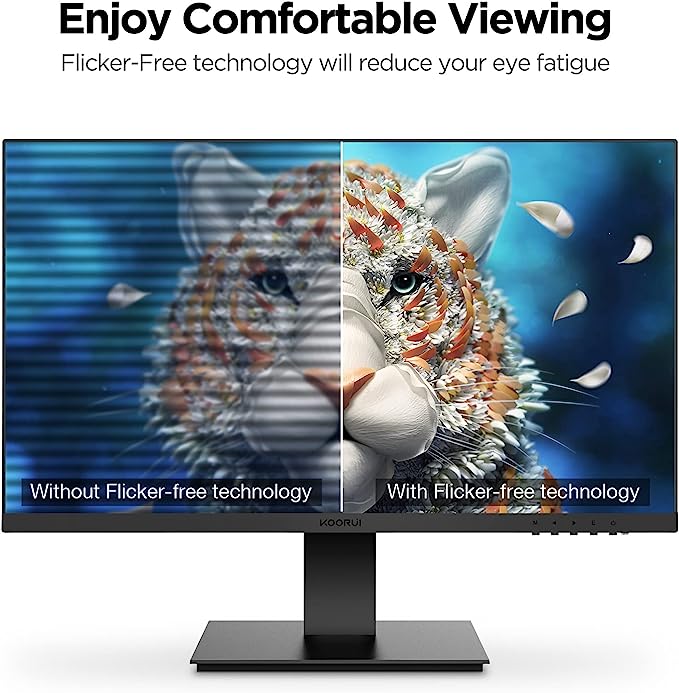 Enjoy Comfortable Viewing
Flicker-Free technology will reduce your eye fatigue
Without Flicker-free technology
With Flicker-free technology
KOORUI
M ◄ ► E ⏻